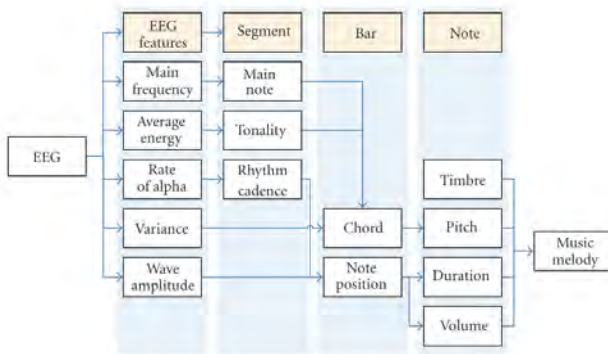 EEG
features
Segment
Bar
Note
Main
frequency
Main
note
Average
energy
Tonality
EEG
Rate
of alpha
Rhythm
cadence
Timbre
Variance
Chord
Pitch
Music
melody
Wave
amplitude
Note
position
Duration
Volume